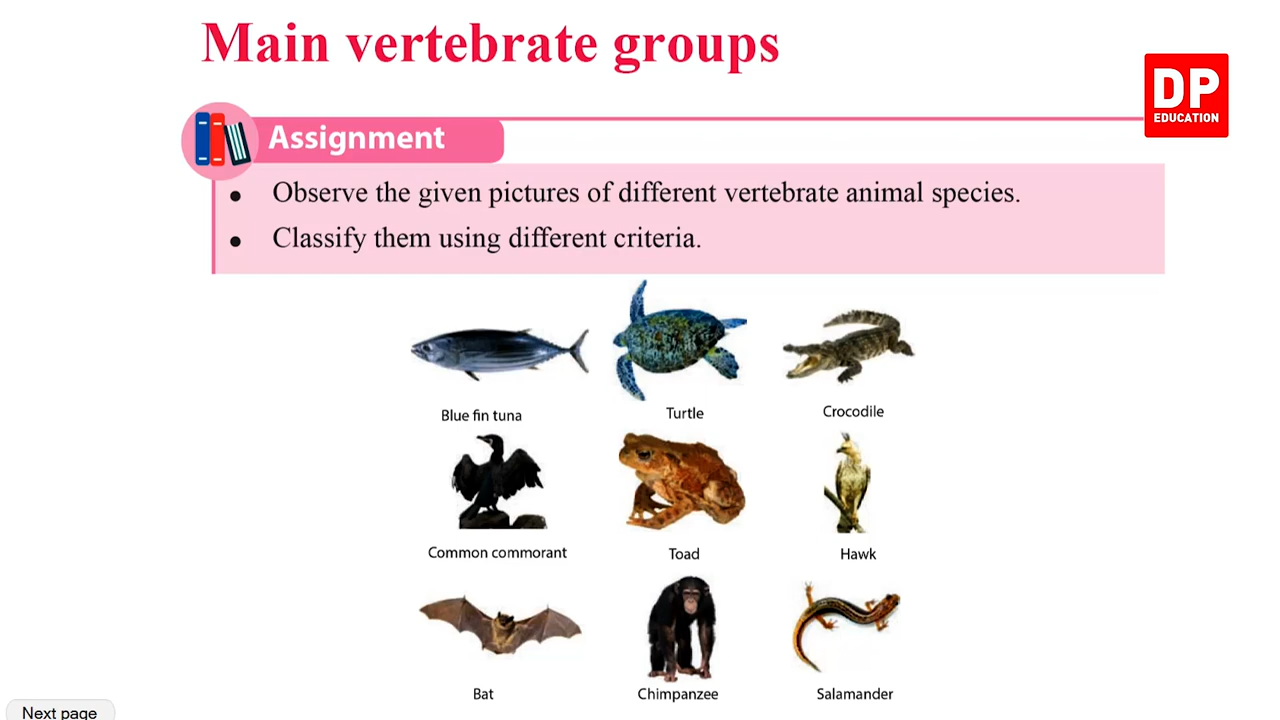 Main vertebrate groups
DP
EDUCATION
Assignment
• Observe the given pictures of different vertebrate animal species.
• Classify them using different criteria.
Blue fin tuna
Turtle
Crocodile
Common commorant
Toad
Hawk
Bat
Chimpanzee
Salamander
Next page